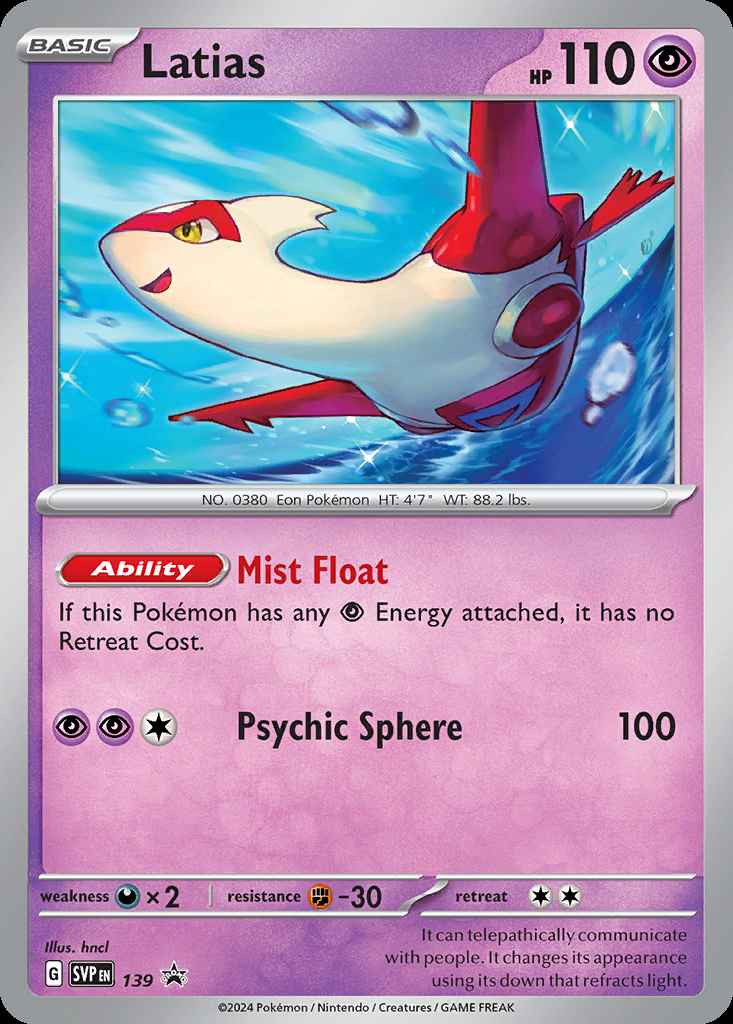 BASIC
Latias
HP 110
NO. 0380 Eon Pokémon HT: 4'7" WT: 88.2 lbs.
Ability Mist Float
If this Pokémon has any Energy attached, it has no
Retreat Cost.
Psychic Sphere 100
weakness ×2 resistance -30 retreat
Illus. hncl
It can telepathically communicate
with people. It changes its appearance
using its down that refracts light.
G SVP EN 139
PROMO
©2024 Pokémon / Nintendo / Creatures / GAME FREAK